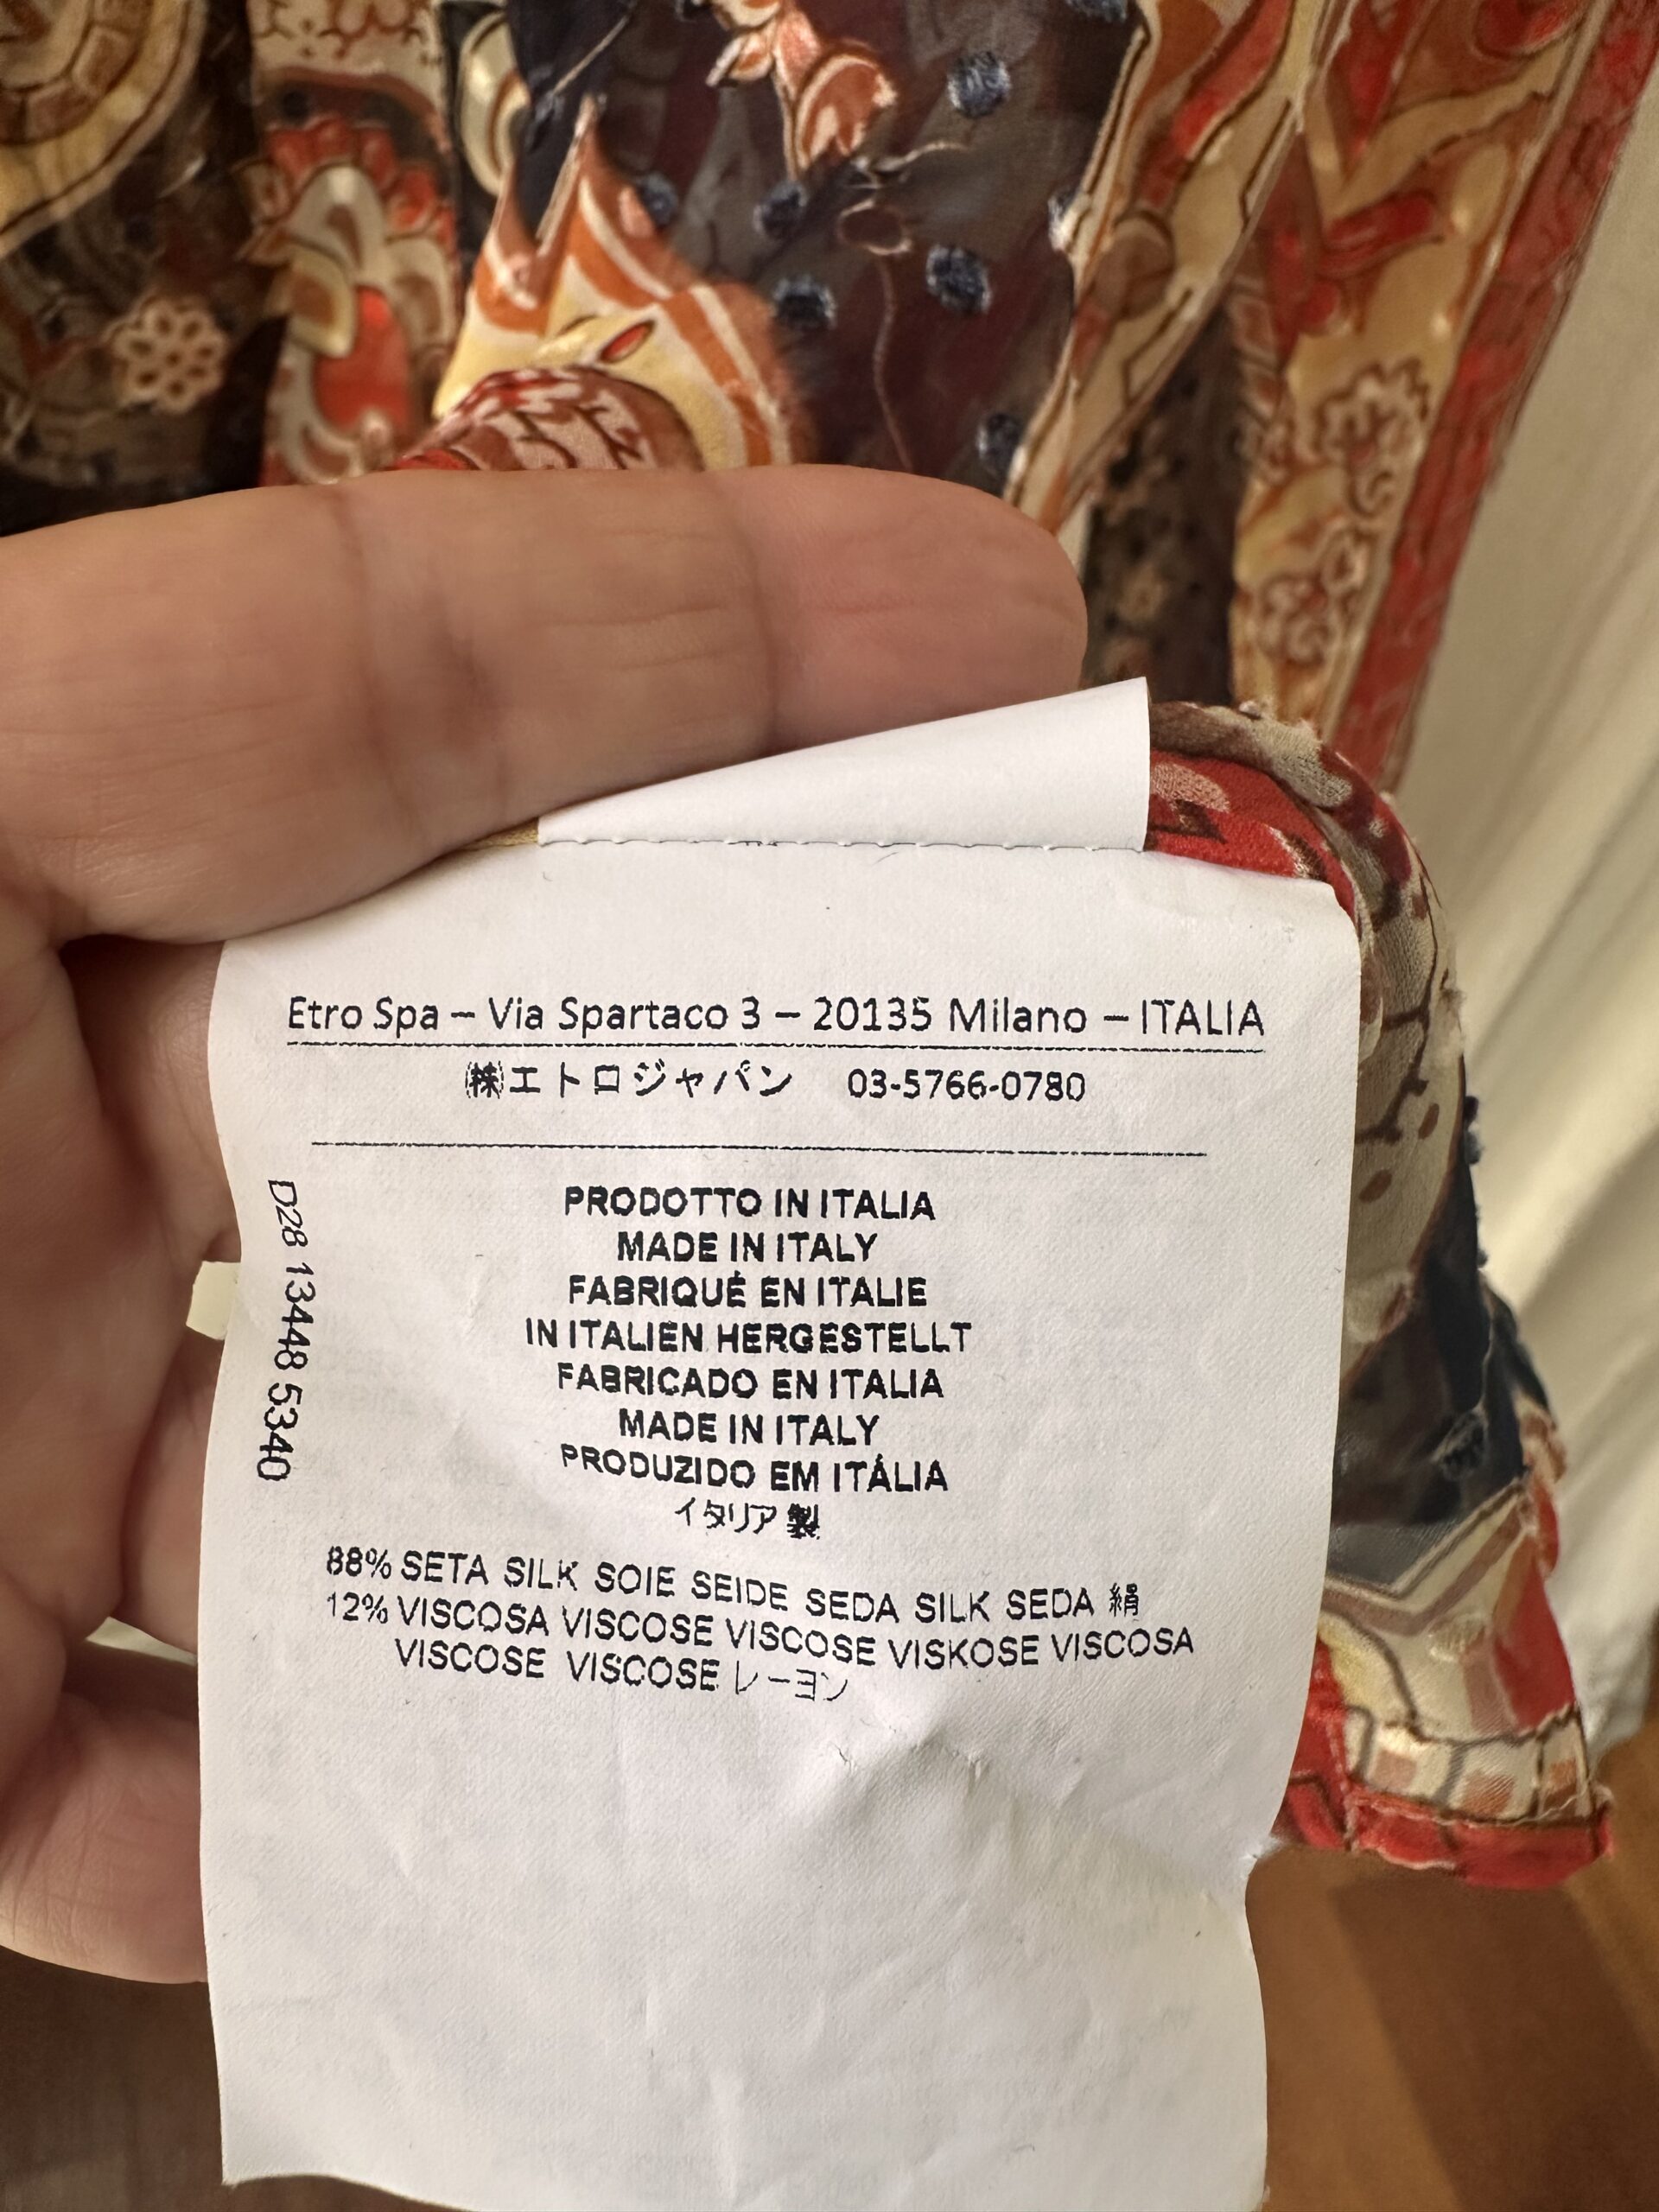 Etro Spa – Via Spartaco 3 – 20135 Milano – ITALIA
㈱エトロジャパン 03-5766-0780
D28 13448 5340
PRODOTTO IN ITALIA
MADE IN ITALY
FABRIQUÉ EN ITALIE
IN ITALIEN HERGESTELLT
FABRICADO EN ITALIA
MADE IN ITALY
PRODUZIDO EM ITÁLIA
イタリア製
88% SETA SILK SOIE SEIDE SEDA SILK SEDA 絹
12% VISCOSA VISCOSE VISCOSE VISKOSE VISCOSA
VISCOSE VISCOSE レーヨン